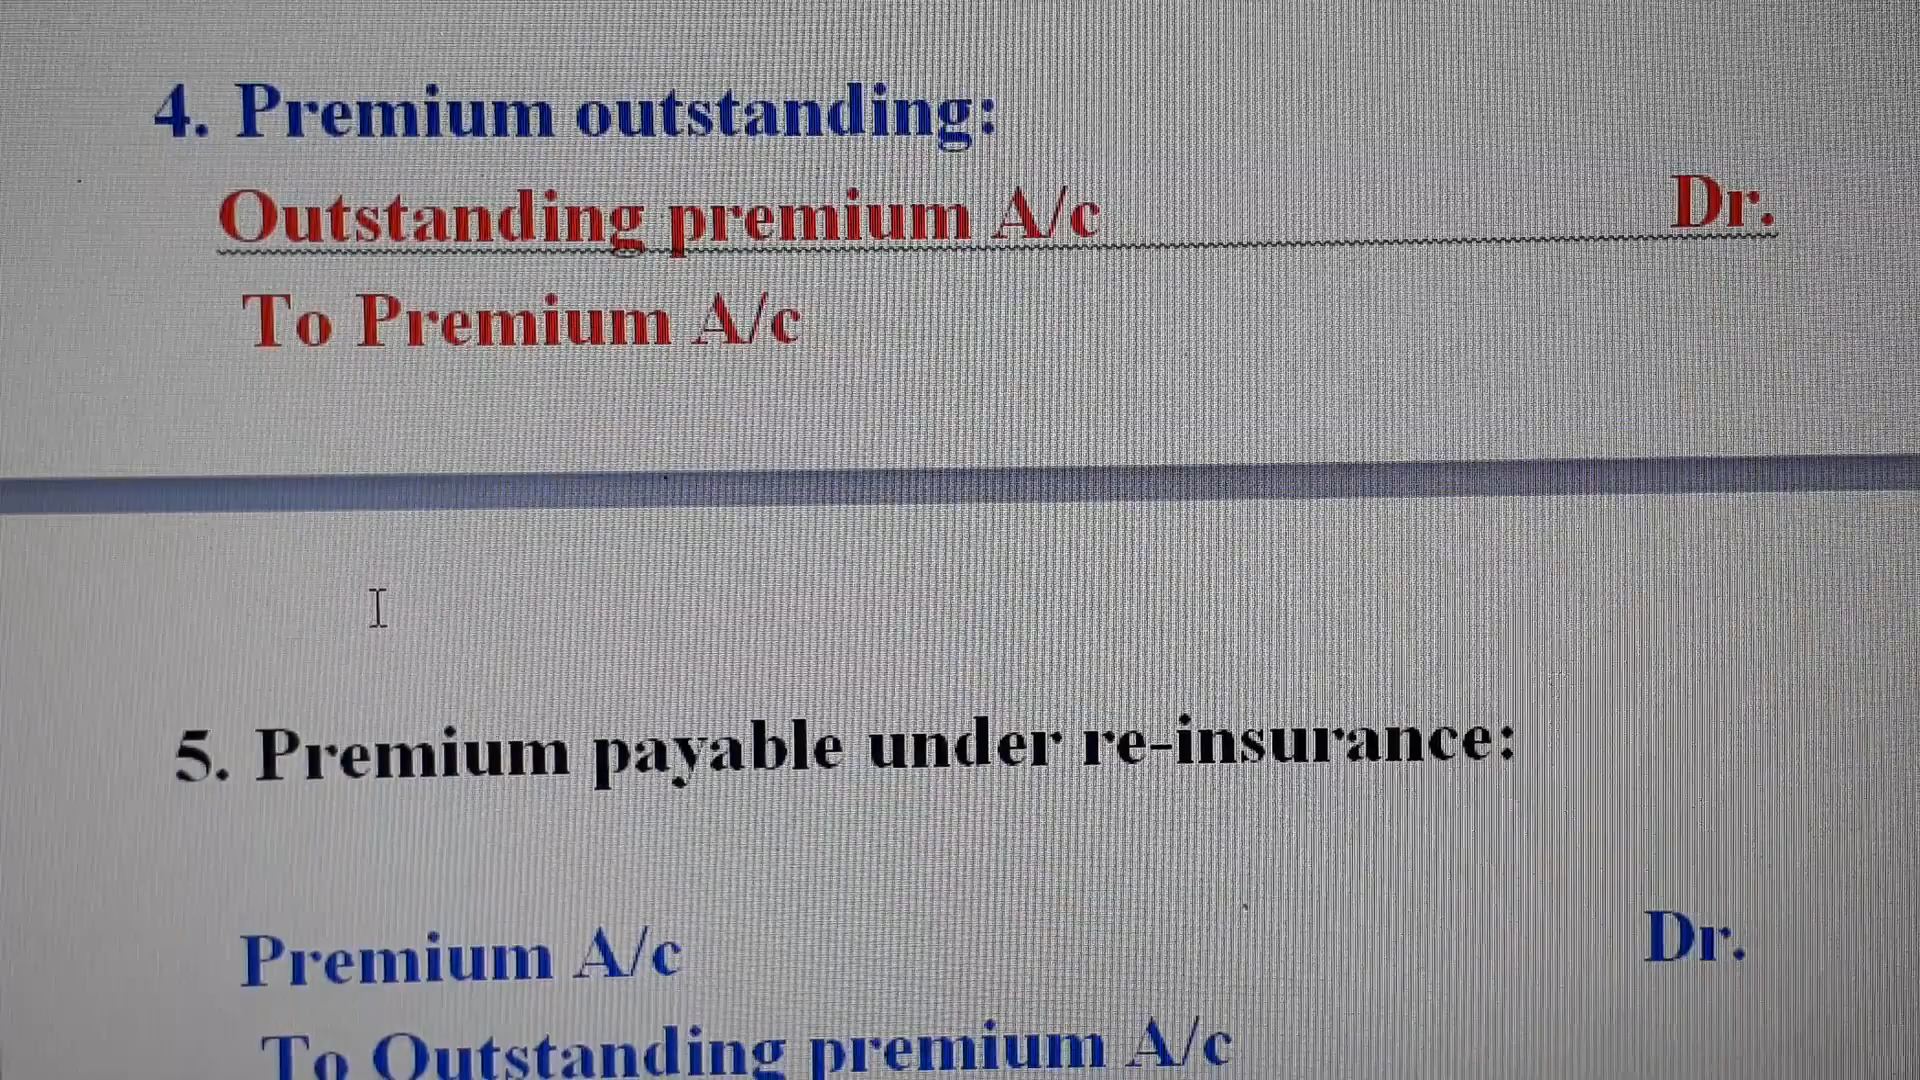 4. Premium outstanding:
Outstanding premium A/c Dr.
To Premium A/c
5. Premium payable under re-insurance:
Premium A/c Dr.
To Outstanding premium A/c